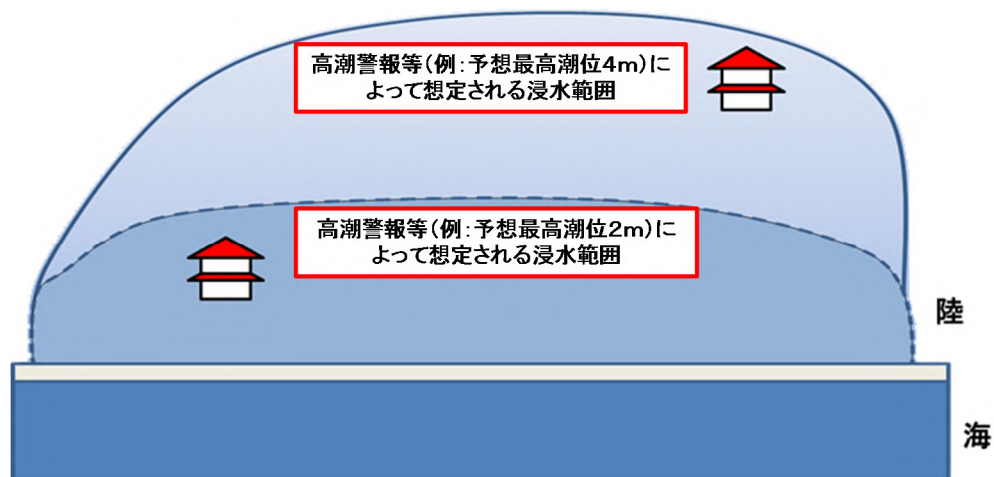 高潮警報等(例:予想最高潮位4m)に
よって想定される浸水範囲
高潮警報等(例:予想最高潮位2m)に
よって想定される浸水範囲
陸
海